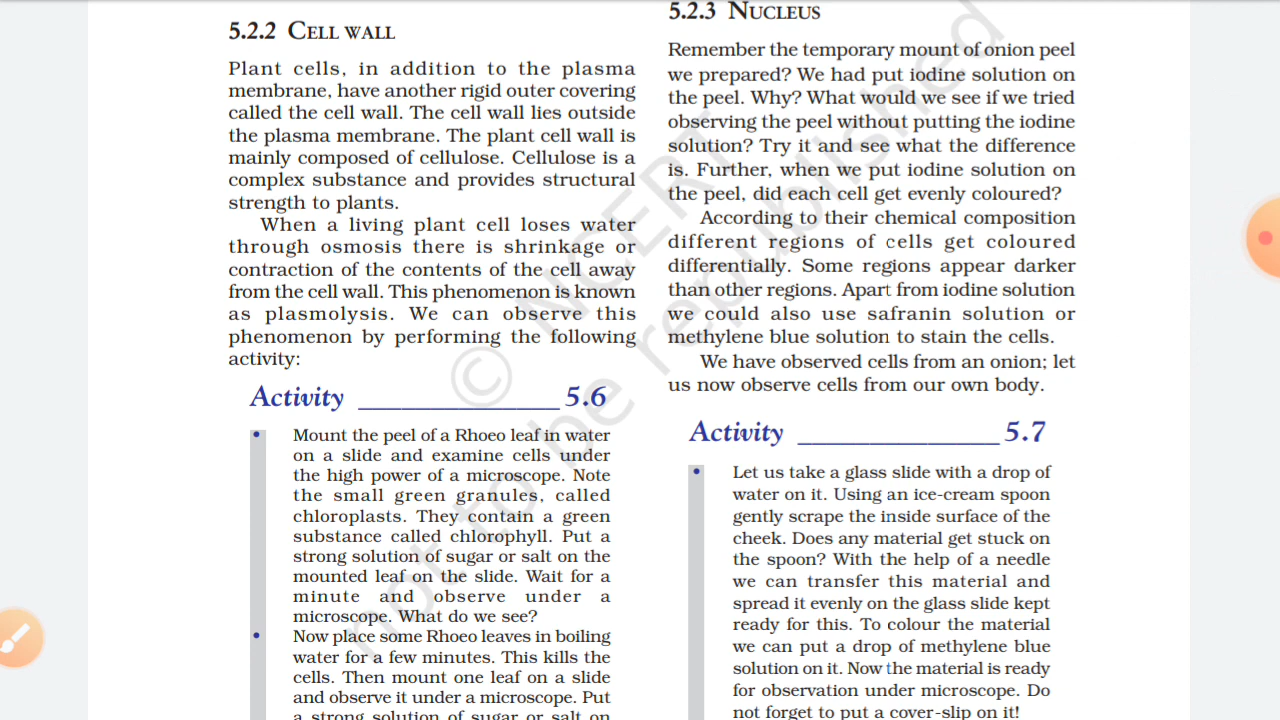 5.2.2 CELL WALL
Plant cells, in addition to the plasma
membrane, have another rigid outer covering
called the cell wall. The cell wall lies outside
the plasma membrane. The plant cell wall is
mainly composed of cellulose. Cellulose is a
complex substance and provides structural
strength to plants.
When a living plant cell loses water
through osmosis there is shrinkage or
contraction of the contents of the cell away
from the cell wall. This phenomenon is known
as plasmolysis. We can observe this
phenomenon by performing the following
activity:
Activity ______________ 5.6
• Mount the peel of a Rhoeo leaf in water
on a slide and examine cells under
the high power of a microscope. Note
the small green granules, called
chloroplasts. They contain a green
substance called chlorophyll. Put a
strong solution of sugar or salt on the
mounted leaf on the slide. Wait for a
minute and observe under a
microscope. What do we see?
• Now place some Rhoeo leaves in boiling
water for a few minutes. This kills the
cells. Then mount one leaf on a slide
and observe it under a microscope. Put
a strong solution of sugar or salt on
5.2.3 NUCLEUS
Remember the temporary mount of onion peel
we prepared? We had put iodine solution on
the peel. Why? What would we see if we tried
observing the peel without putting the iodine
solution? Try it and see what the difference
is. Further, when we put iodine solution on
the peel, did each cell get evenly coloured?
According to their chemical composition
different regions of cells get coloured
differentially. Some regions appear darker
than other regions. Apart from iodine solution
we could also use safranin solution or
methylene blue solution to stain the cells.
We have observed cells from an onion; let
us now observe cells from our own body.
Activity ______________ 5.7
• Let us take a glass slide with a drop of
water on it. Using an ice-cream spoon
gently scrape the inside surface of the
cheek. Does any material get stuck on
the spoon? With the help of a needle
we can transfer this material and
spread it evenly on the glass slide kept
ready for this. To colour the material
we can put a drop of methylene blue
solution on it. Now the material is ready
for observation under microscope. Do
not forget to put a cover-slip on it!
© NCERT
not to be republished